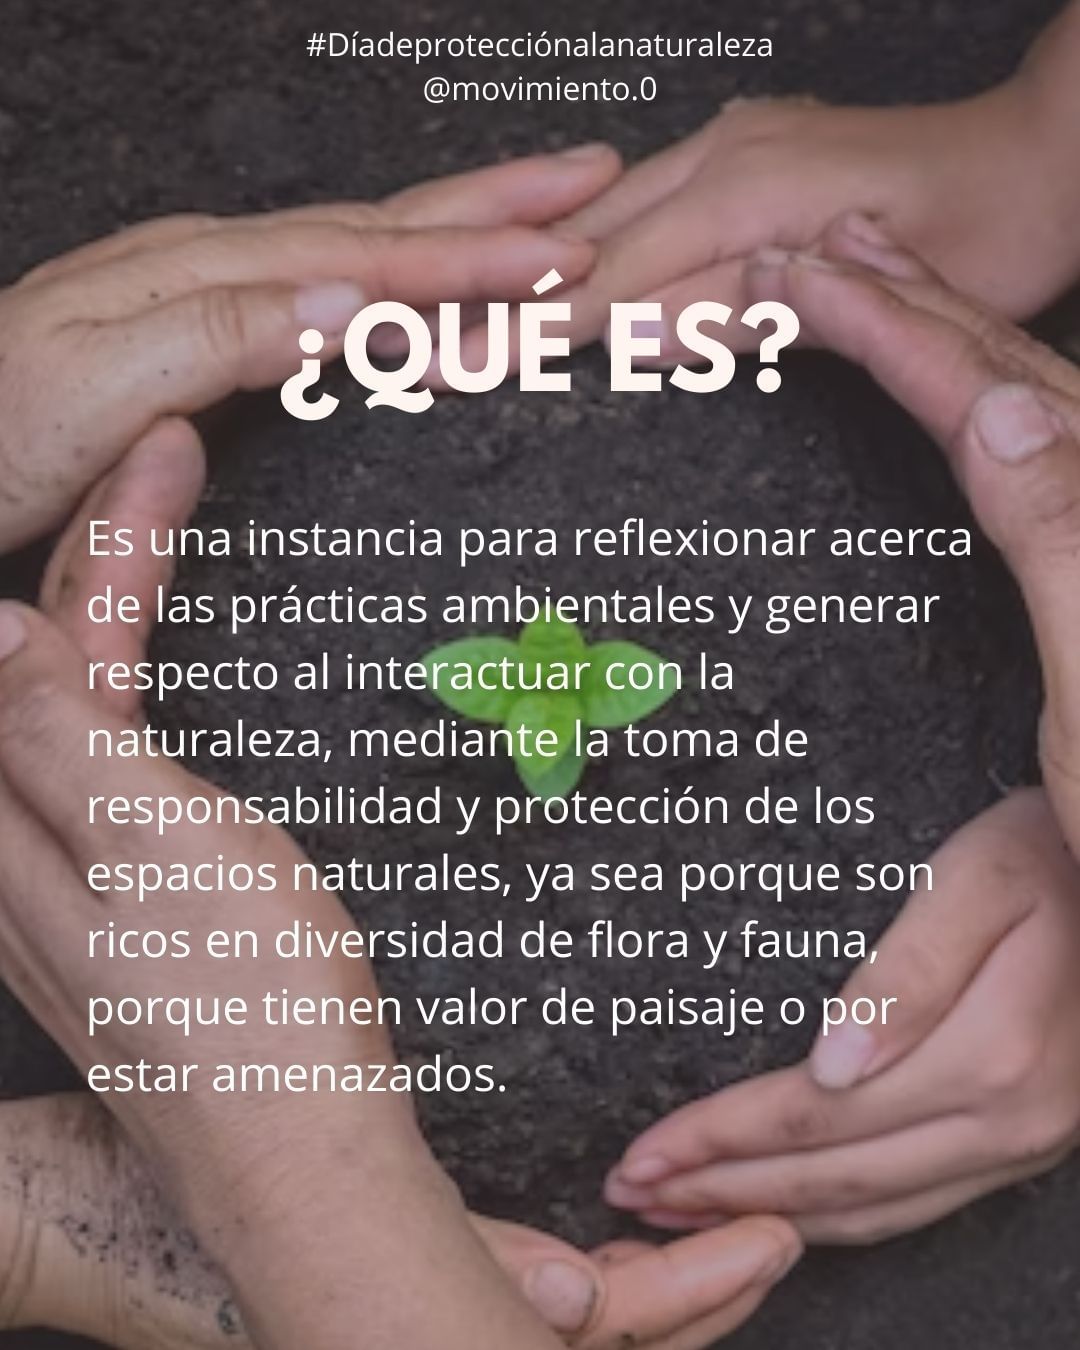 #Díadeprotecciónalanaturaleza
@movimiento.0
¿QUÉ ES?
Es una instancia para reflexionar acerca
de las prácticas ambientales y generar
respecto al interactuar con la
naturaleza, mediante la toma de
responsabilidad y protección de los
espacios naturales, ya sea porque son
ricos en diversidad de flora y fauna,
porque tienen valor de paisaje o por
estar amenazados.